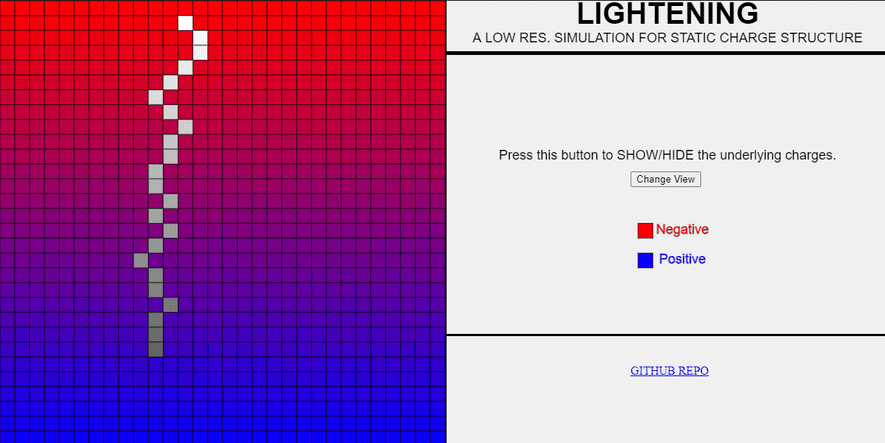 LIGHTENING
A LOW RES. SIMULATION FOR STATIC CHARGE STRUCTURE
Press this button to SHOW/HIDE the underlying charges.
Change View
Negative
Positive
GITHUB REPO